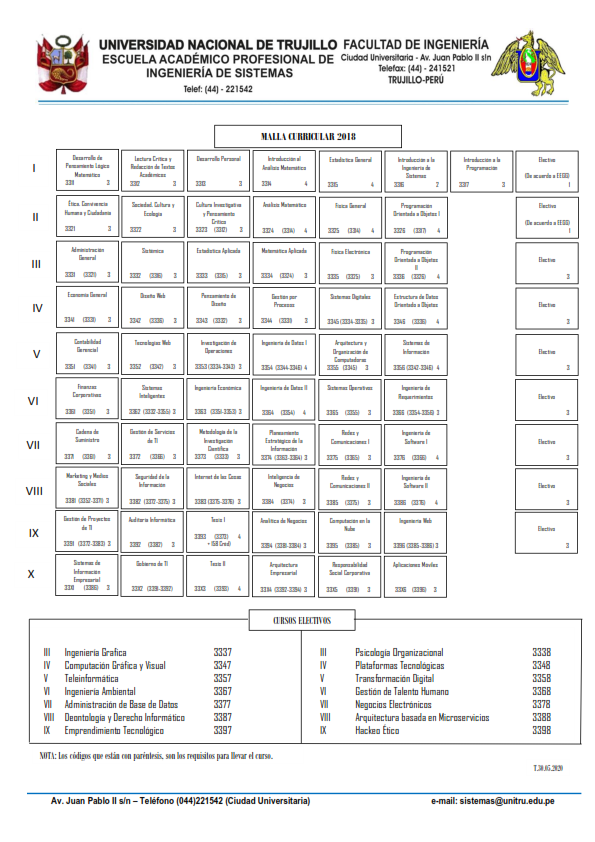 UNIVERSIDAD NACIONAL DE TRUJILLO
ESCUELA ACADÉMICO PROFESIONAL DE
INGENIERÍA DE SISTEMAS
Telef: (44) - 221542
FACULTAD DE INGENIERÍA
Ciudad Universitaria - Av. Juan Pablo II s/n
Telefax: (44) - 241521
TRUJILLO-PERÚ
MALLA CURRICULAR 2018
I
Desarrollo de
Pensamiento Lógico
Matemático
3311 3
Lectura Crítica y
Redacción de Textos
Académicos
3312 3
Desarrollo Personal
3313 3
Introducción al
Análisis Matemático
3314 4
Estadística General
3315 4
Introducción a la
Ingeniería de
Sistemas
3316 2
Introducción a la
Programación
3317 3
Electivo
(De acuerdo a EEGG)
1
II
Ética, Convivencia
Humana y Ciudadanía
3321 3
Sociedad, Cultura y
Ecología
3322 3
Cultura Investigativa
y Pensamiento
Crítico
3323 (3312) 3
Análisis Matemático
3324 (3314) 4
Física General
3325 (3314) 4
Programación
Orientada a Objetos I
3326 (3317) 4
Electivo
(De acuerdo a EEGG)
1
III
Administración
General
3331 (3321) 3
Sistémica
3332 (3316) 3
Estadística Aplicada
3333 (3315) 3
Matemática Aplicada
3334 (3324) 3
Física Electrónica
3335 (3325) 3
Programación
Orientada a Objetos
II
3336 (3326) 4
Electivo
3
IV
Economía General
3341 (3331) 3
Diseño Web
3342 (3336) 3
Pensamiento de
Diseño
3343 (3332) 3
Gestión por
Procesos
3344 (3331) 3
Sistemas Digitales
3345 (3334-3335) 3
Estructura de Datos
Orientado a Objetos
3346 (3336) 4
Electivo
3
V
Contabilidad
Gerencial
3351 (3341) 3
Tecnologías Web
3352 (3342) 3
Investigación de
Operaciones
3353 (3334-3343) 3
Ingeniería de Datos I
3354 (3344-3346) 4
Arquitectura y
Organización de
Computadoras
3355 (3345) 3
Sistemas de
Información
3356 (3342-3346) 4
Electivo
3
VI
Finanzas
Corporativas
3361 (3351) 3
Sistemas
Inteligentes
3362 (3332-3355) 3
Ingeniería Económica
3363 (3351-3353) 3
Ingeniería de Datos II
3364 (3354) 4
Sistemas Operativos
3365 (3355) 3
Ingeniería de
Requerimientos
3366 (3354-3356) 3
Electivo
3
VII
Cadena de
Suministro
3371 (3361) 3
Gestión de Servicios
de TI
3372 (3366) 3
Metodología de la
Investigación
Científica
3373 (3333) 3
Planeamiento
Estratégico de la
Información
3374 (3363-3364) 3
Redes y
Comunicaciones I
3375 (3365) 3
Ingeniería de
Software I
3376 (3366) 4
Electivo
3
VIII
Marketing y Medios
Sociales
3381 (3352-3371) 3
Seguridad de la
Información
3382 (3372-3375) 3
Internet de las Cosas
3383 (3375-3376) 3
Inteligencia de
Negocios
3384 (3374) 3
Redes y
Comunicaciones II
3385 (3375) 3
Ingeniería de
Software II
3386 (3376) 4
Electivo
3
IX
Gestión de Proyectos
de TI
3391 (3372-3383) 3
Auditoría Informática
3392 (3382) 3
Tesis I
3393) (3373) 4
+ (58 Cred)
Analítica de Negocios
3394 (3381-3384) 3
Computación en la
Nube
3395 (3385) 3
Ingeniería Web
3396 (3385-3386) 3
Electivo
3
X
Sistemas de
Información
Empresarial
33X1 (3386) 3
Gobierno de TI
33X2 (3391-3392)
Tesis II
33X3 (3393) 4
Arquitectura
Empresarial
33X4 (3392-3394) 3
Responsabilidad
Social Corporativa
33X5 (3391) 3
Aplicaciones Móviles
33X6 (3396) 3
CURSOS ELECTIVOS
III Ingeniería Grafica 3337
IV Computación Gráfica y Visual 3347
V Teleinformática 3357
VI Ingeniería Ambiental 3367
VII Administración de Base de Datos 3377
VIII Deontología y Derecho Informático 3387
IX Emprendimiento Tecnológico 3397
III Psicología Organizacional 3338
IV Plataformas Tecnológicas 3348
V Transformación Digital 3358
VI Gestión de Talento Humano 3368
VII Negocios Electrónicos 3378
VIII Arquitectura basada en Microservicios 3388
IX Hackeo Ético 3398
NOTA: Los códigos que están con paréntesis, son los requisitos para llevar el curso.
T.30.05.2020
Av. Juan Pablo II s/n – Teléfono (044)221542 (Ciudad Universitaria)
e-mail: sistemas@unitru.edu.pe